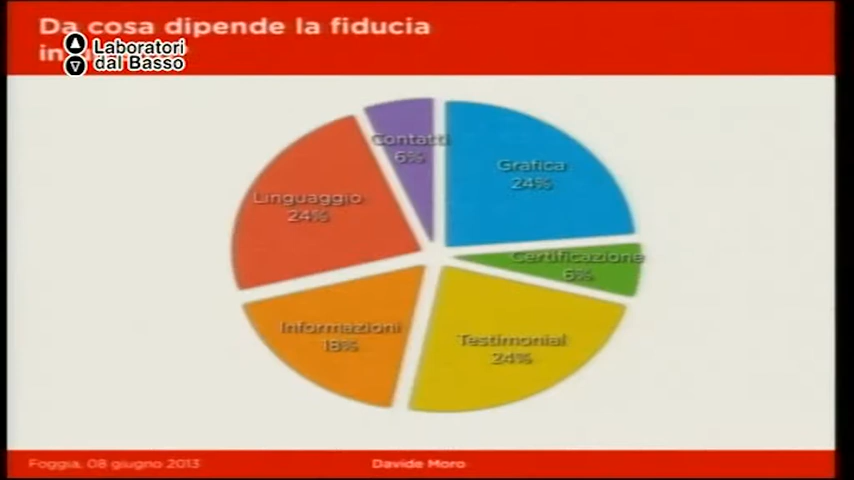 Da cosa dipende la fiducia
in
Laboratori
dal Basso
Contatti
6%
Grafica
24%
Linguaggio
24%
Certificazione
6%
Informazioni
18%
Testimonial
24%
Foggia, 08 giugno 2013
Davide Moro